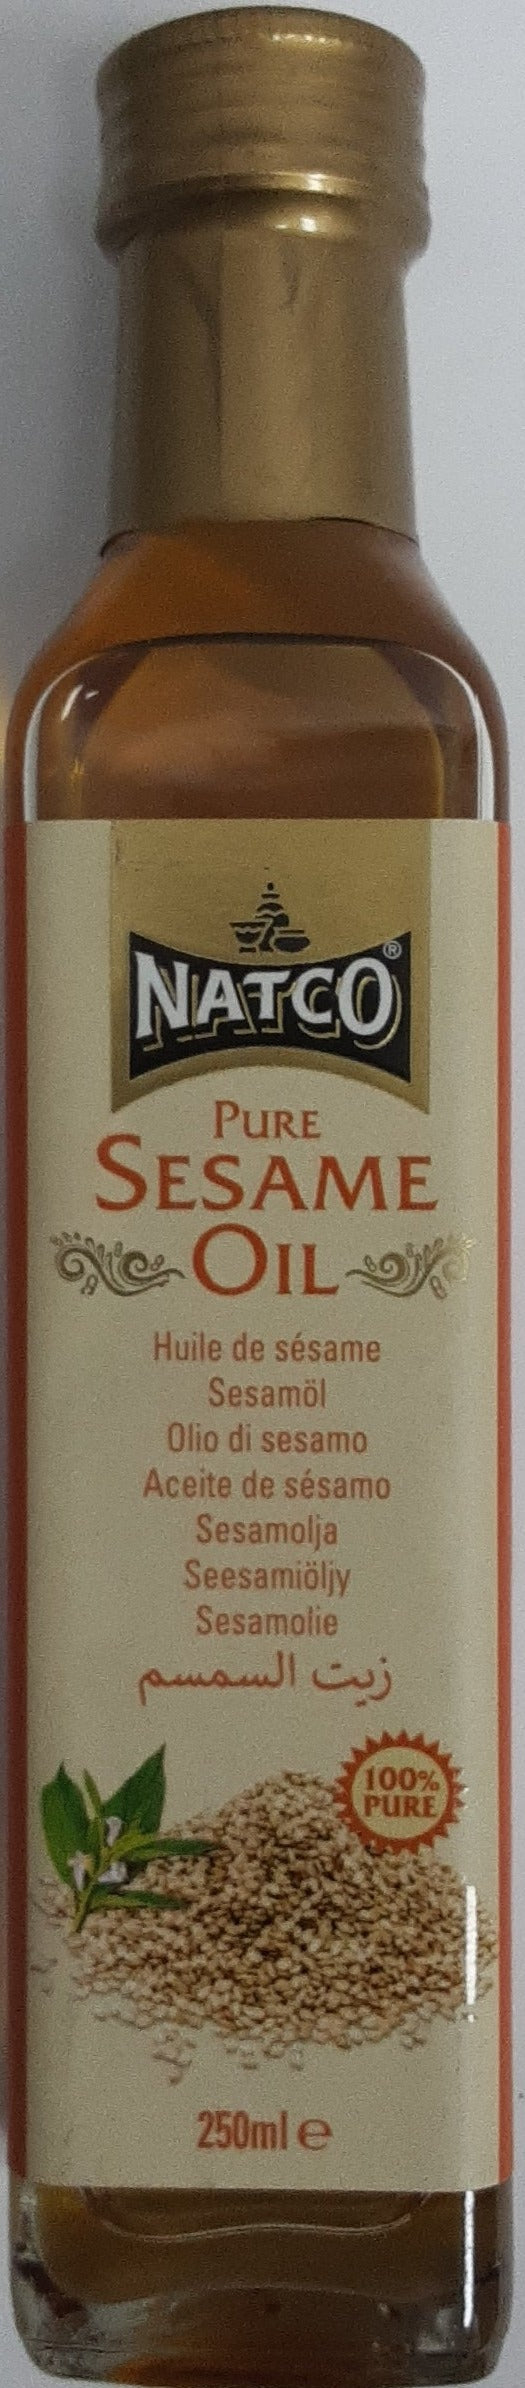 NATCO®
PURE
SESAME
OIL
Huile de sésame
Sesamöl
Olio di sesamo
Aceite de sésamo
Sesamolja
Seesamiöljy
Sesamolie
زيت السمسم
100%
PURE
250ml ℮